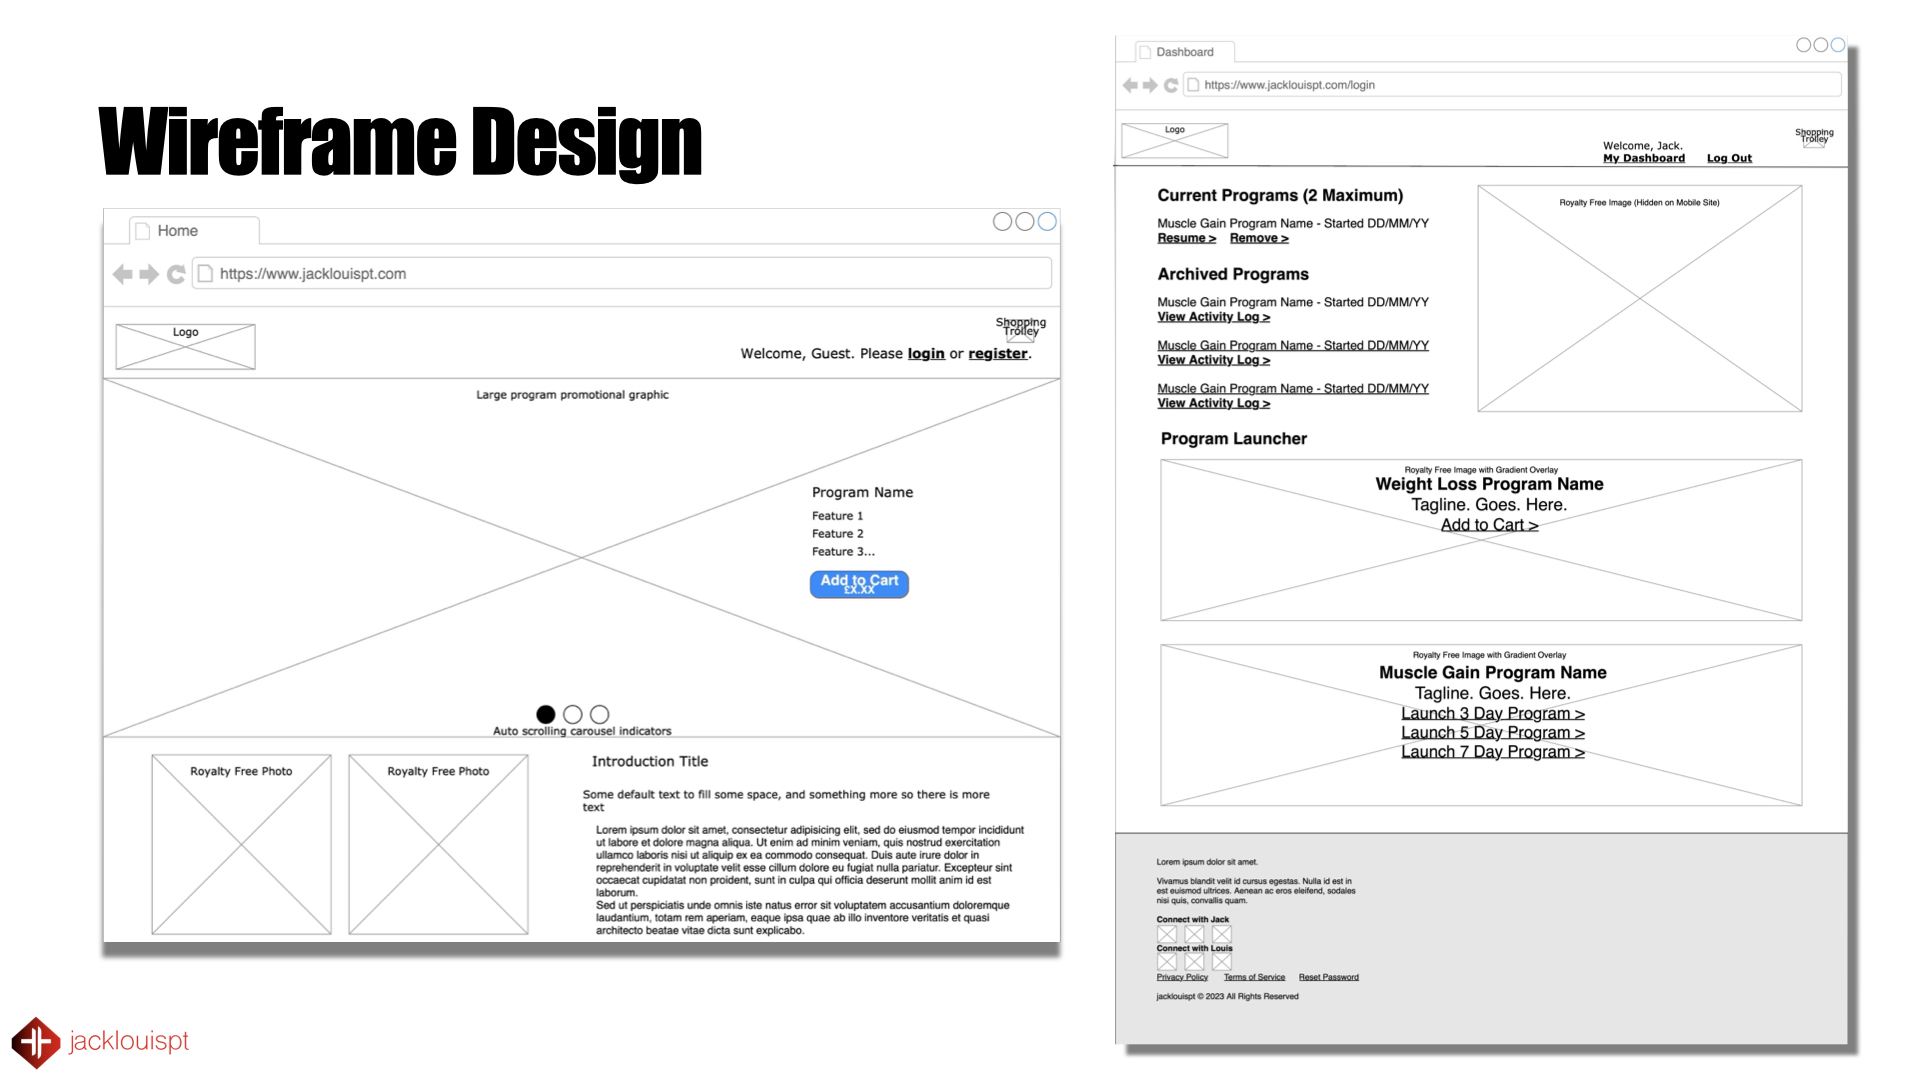 Wireframe Design
Home
https://www.jacklouispt.com
Logo
Shopping
Trolley
Welcome, Guest. Please login or register.
Large program promotional graphic
Program Name
Feature 1
Feature 2
Feature 3...
Add to Cart
£X.XX
Auto scrolling carousel indicators
Royalty Free Photo
Royalty Free Photo
Introduction Title
Some default text to fill some space, and something more so there is more
text
Lorem ipsum dolor sit amet, consectetur adipisicing elit, sed do eiusmod tempor incididunt
ut labore et dolore magna aliqua. Ut enim ad minim veniam, quis nostrud exercitation
ullamco laboris nisi ut aliquip ex ea commodo consequat. Duis aute irure dolor in
reprehenderit in voluptate velit esse cillum dolore eu fugiat nulla pariatur. Excepteur sint
occaecat cupidatat non proident, sunt in culpa qui officia deserunt mollit anim id est
laborum.
Sed ut perspiciatis unde omnis iste natus error sit voluptatem accusantium doloremque
laudantium, totam rem aperiam, eaque ipsa quae ab illo inventore veritatis et quasi
architecto beatae vitae dicta sunt explicabo.
Dashboard
https://www.jacklouispt.com/login
Logo
Shopping
Trolley
Welcome, Jack.
My Dashboard Log Out
Current Programs (2 Maximum)
Muscle Gain Program Name - Started DD/MM/YY
Resume > Remove >
Royalty Free Image (Hidden on Mobile Site)
Archived Programs
Muscle Gain Program Name - Started DD/MM/YY
View Activity Log >
Muscle Gain Program Name - Started DD/MM/YY
View Activity Log >
Muscle Gain Program Name - Started DD/MM/YY
View Activity Log >
Program Launcher
Royalty Free Image with Gradient Overlay
Weight Loss Program Name
Tagline. Goes. Here.
Add to Cart >
Royalty Free Image with Gradient Overlay
Muscle Gain Program Name
Tagline. Goes. Here.
Launch 3 Day Program >
Launch 5 Day Program >
Launch 7 Day Program >
Lorem ipsum dolor sit amet.
Vivamus blandit velit id cursus egestas. Nulla id est in
est euismod ultrices. Aenean ac eros eleifend, sodales
nisi quis, convallis quam.
Connect with Jack
Connect with Louis
Privacy Policy Terms of Service Reset Password
jacklouispt © 2023 All Rights Reserved
jacklouispt